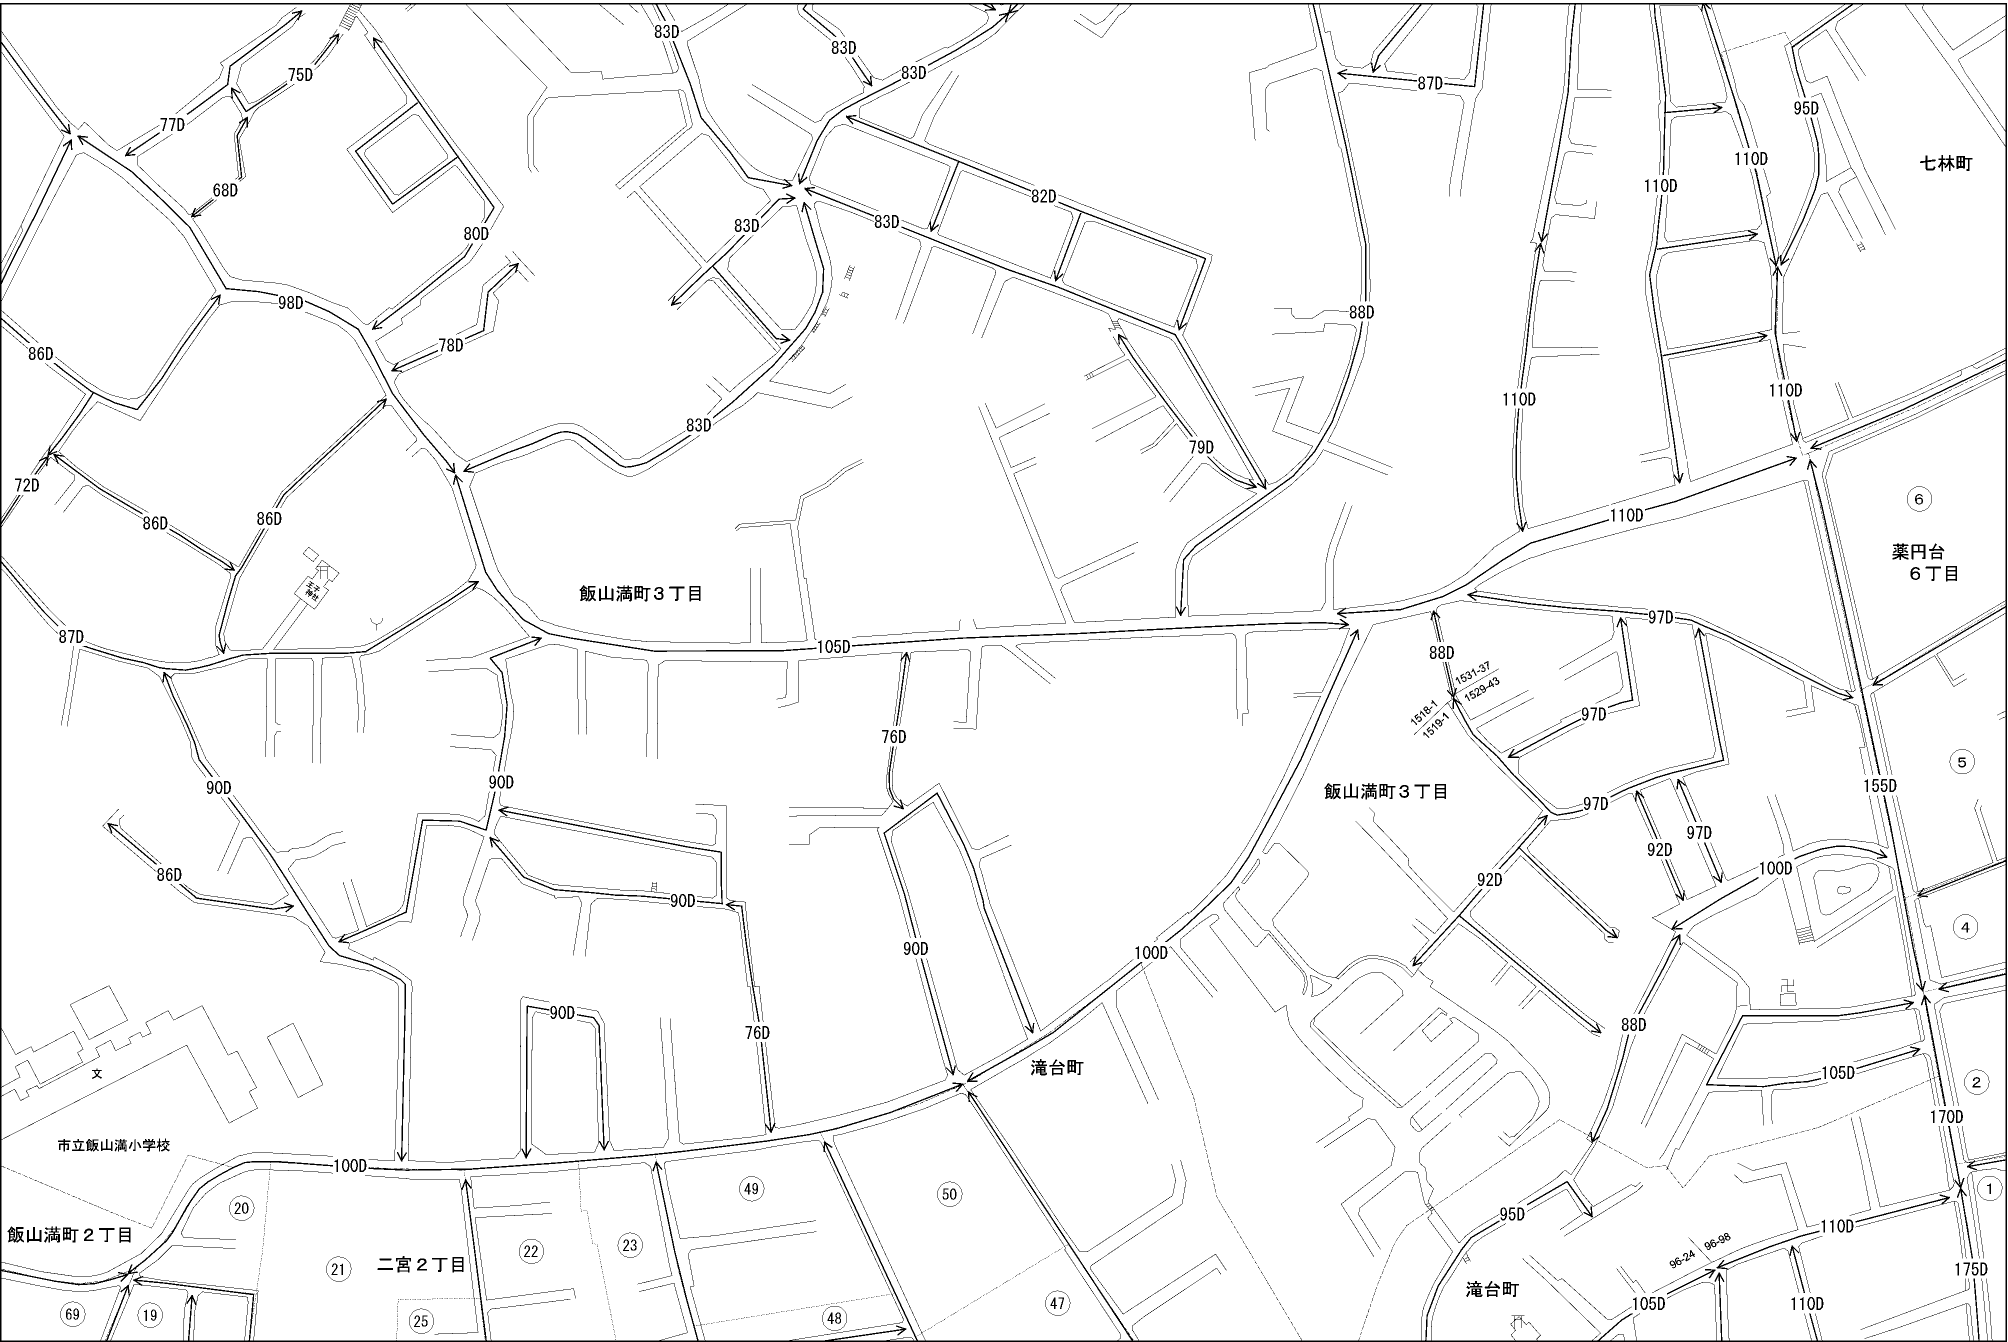 83D
83D
83D
75D
77D
68D
80D
83D
83D
82D
98D
78D
86D
83D
79D
88D
87D
95D
110D
110D
七林町
110D
110D
72D
86D
86D
87D
王子
神社
飯山満町3丁目
105D
110D
6
薬円台
6丁目
97D
88D
1531-37
1529-43
1518-1
1519-1
97D
97D
92D
97D
92D
100D
155D
5
4
飯山満町3丁目
76D
90D
90D
86D
90D
90D
90D
76D
100D
滝台町
88D
105D
2
170D
1
文
市立飯山満小学校
100D
飯山満町2丁目
20
21
二宮2丁目
22
23
25
49
50
48
47
69
19
95D
滝台町
96-24
96-98
110D
105D
110D
175D